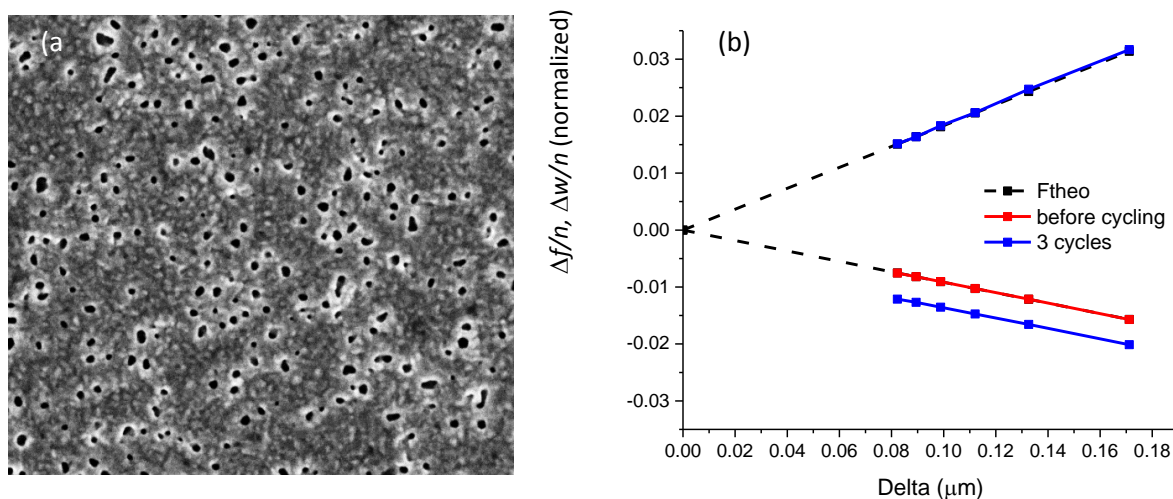 (a
(b)
Δf/n, Δw/n (normalized)
0.03
0.02
0.01
0.00
-0.01
-0.02
-0.03
Ftheo
before cycling
3 cycles
0.00 0.02 0.04 0.06 0.08 0.10 0.12 0.14 0.16 0.18
Delta (μm)